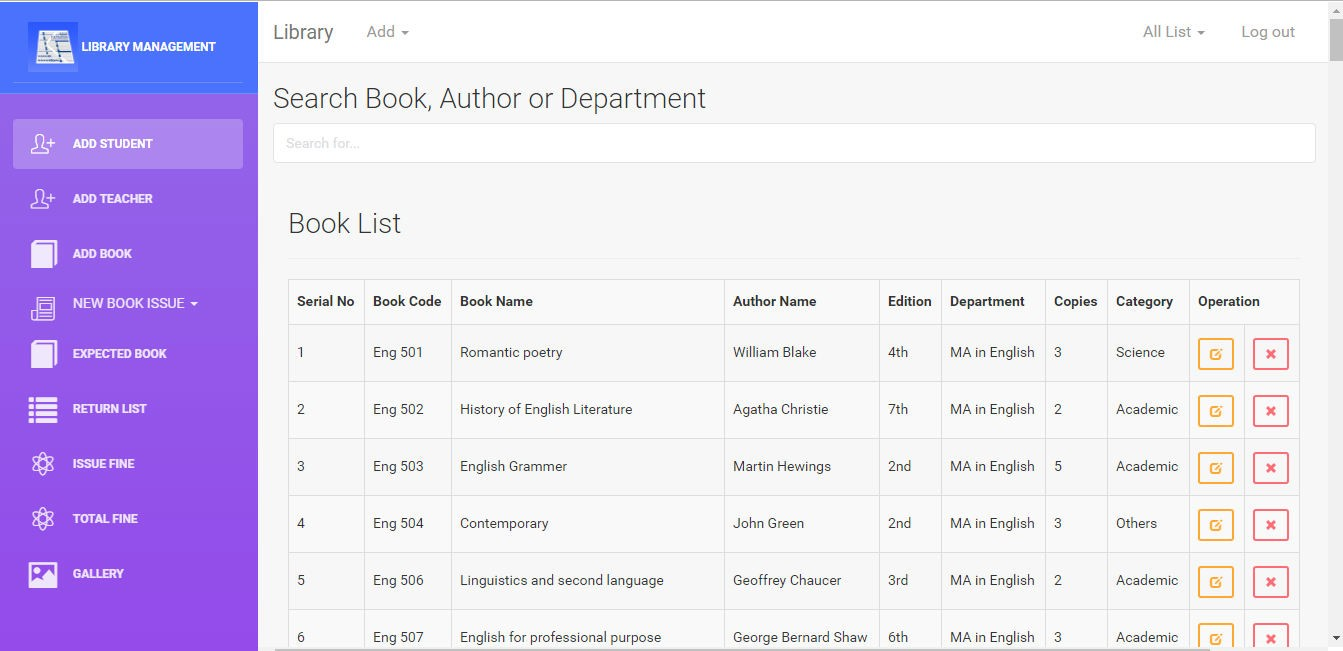 LIBRARY MANAGEMENT
ADD STUDENT
ADD TEACHER
ADD BOOK
NEW BOOK ISSUE
EXPECTED BOOK
RETURN LIST
ISSUE FINE
TOTAL FINE
GALLERY
Library Add All List Log out
Search Book, Author or Department
Search for...
Book List
Serial No Book Code Book Name Author Name Edition Department Copies Category Operation
1 Eng 501 Romantic poetry William Blake 4th MA in English 3 Science
2 Eng 502 History of English Literature Agatha Christie 7th MA in English 2 Academic
3 Eng 503 English Grammer Martin Hewings 2nd MA in English 5 Academic
4 Eng 504 Contemporary John Green 2nd MA in English 3 Others
5 Eng 506 Linguistics and second language Geoffrey Chaucer 3rd MA in English 2 Academic
6 Eng 507 English for professional purpose George Bernard Shaw 6th MA in English 3 Academic